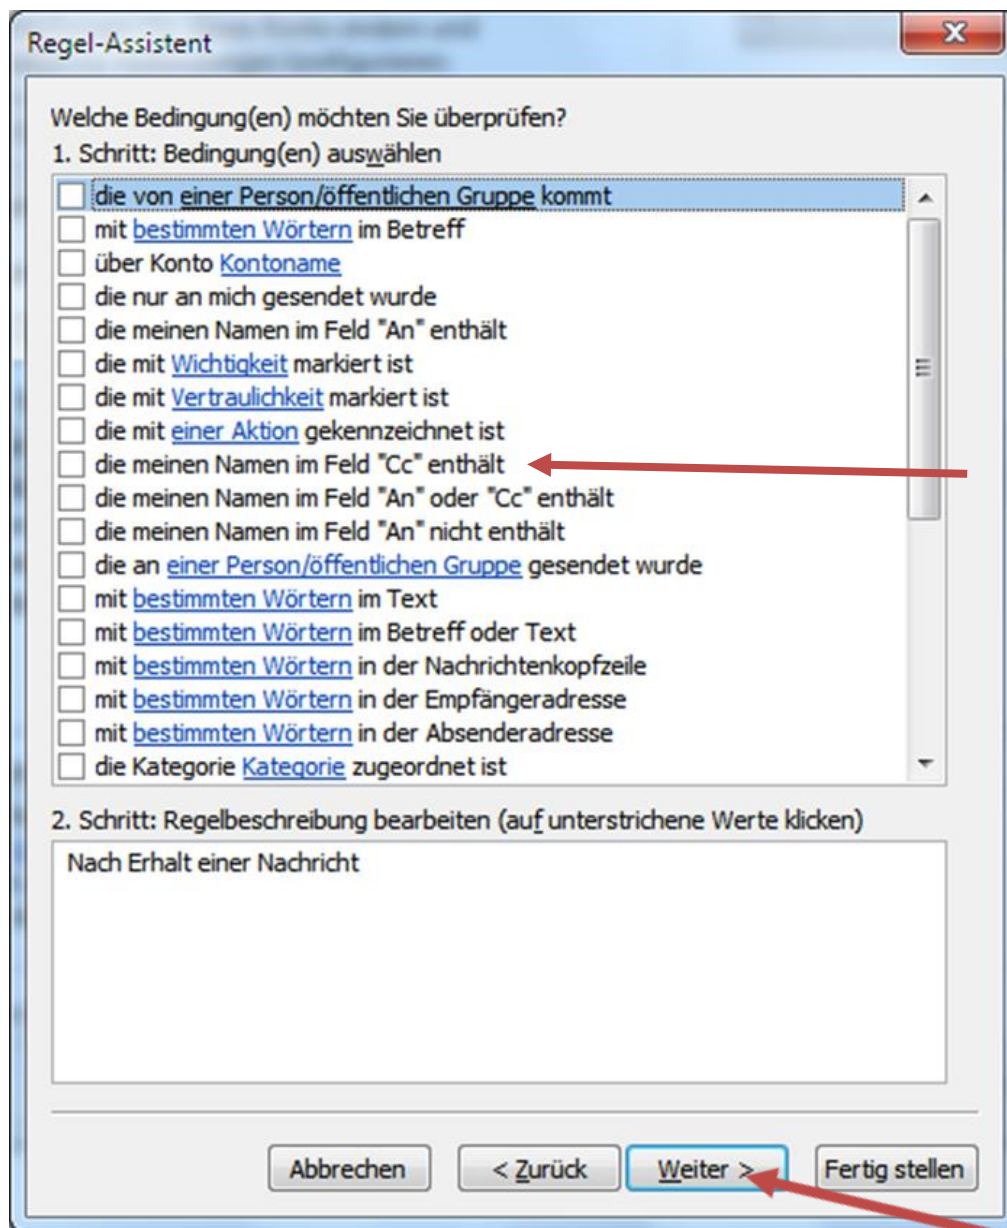 Regel-Assistent
Welche Bedingung(en) möchten Sie überprüfen?
1. Schritt: Bedingung(en) auswählen
die von einer Person/öffentlichen Gruppe kommt
mit bestimmten Wörtern im Betreff
über Konto Kontoname
die nur an mich gesendet wurde
die meinen Namen im Feld "An" enthält
die mit Wichtigkeit markiert ist
die mit Vertraulichkeit markiert ist
die mit einer Aktion gekennzeichnet ist
die meinen Namen im Feld "Cc" enthält
die meinen Namen im Feld "An" oder "Cc" enthält
die meinen Namen im Feld "An" nicht enthält
die an einer Person/öffentlichen Gruppe gesendet wurde
mit bestimmten Wörtern im Text
mit bestimmten Wörtern im Betreff oder Text
mit bestimmten Wörtern in der Nachrichtenkopfzeile
mit bestimmten Wörtern in der Empfängeradresse
mit bestimmten Wörtern in der Absenderadresse
die Kategorie Kategorie zugeordnet ist
2. Schritt: Regelbeschreibung bearbeiten (auf unterstrichene Werte klicken)
Nach Erhalt einer Nachricht
Abbrechen < Zurück Weiter > Fertig stellen